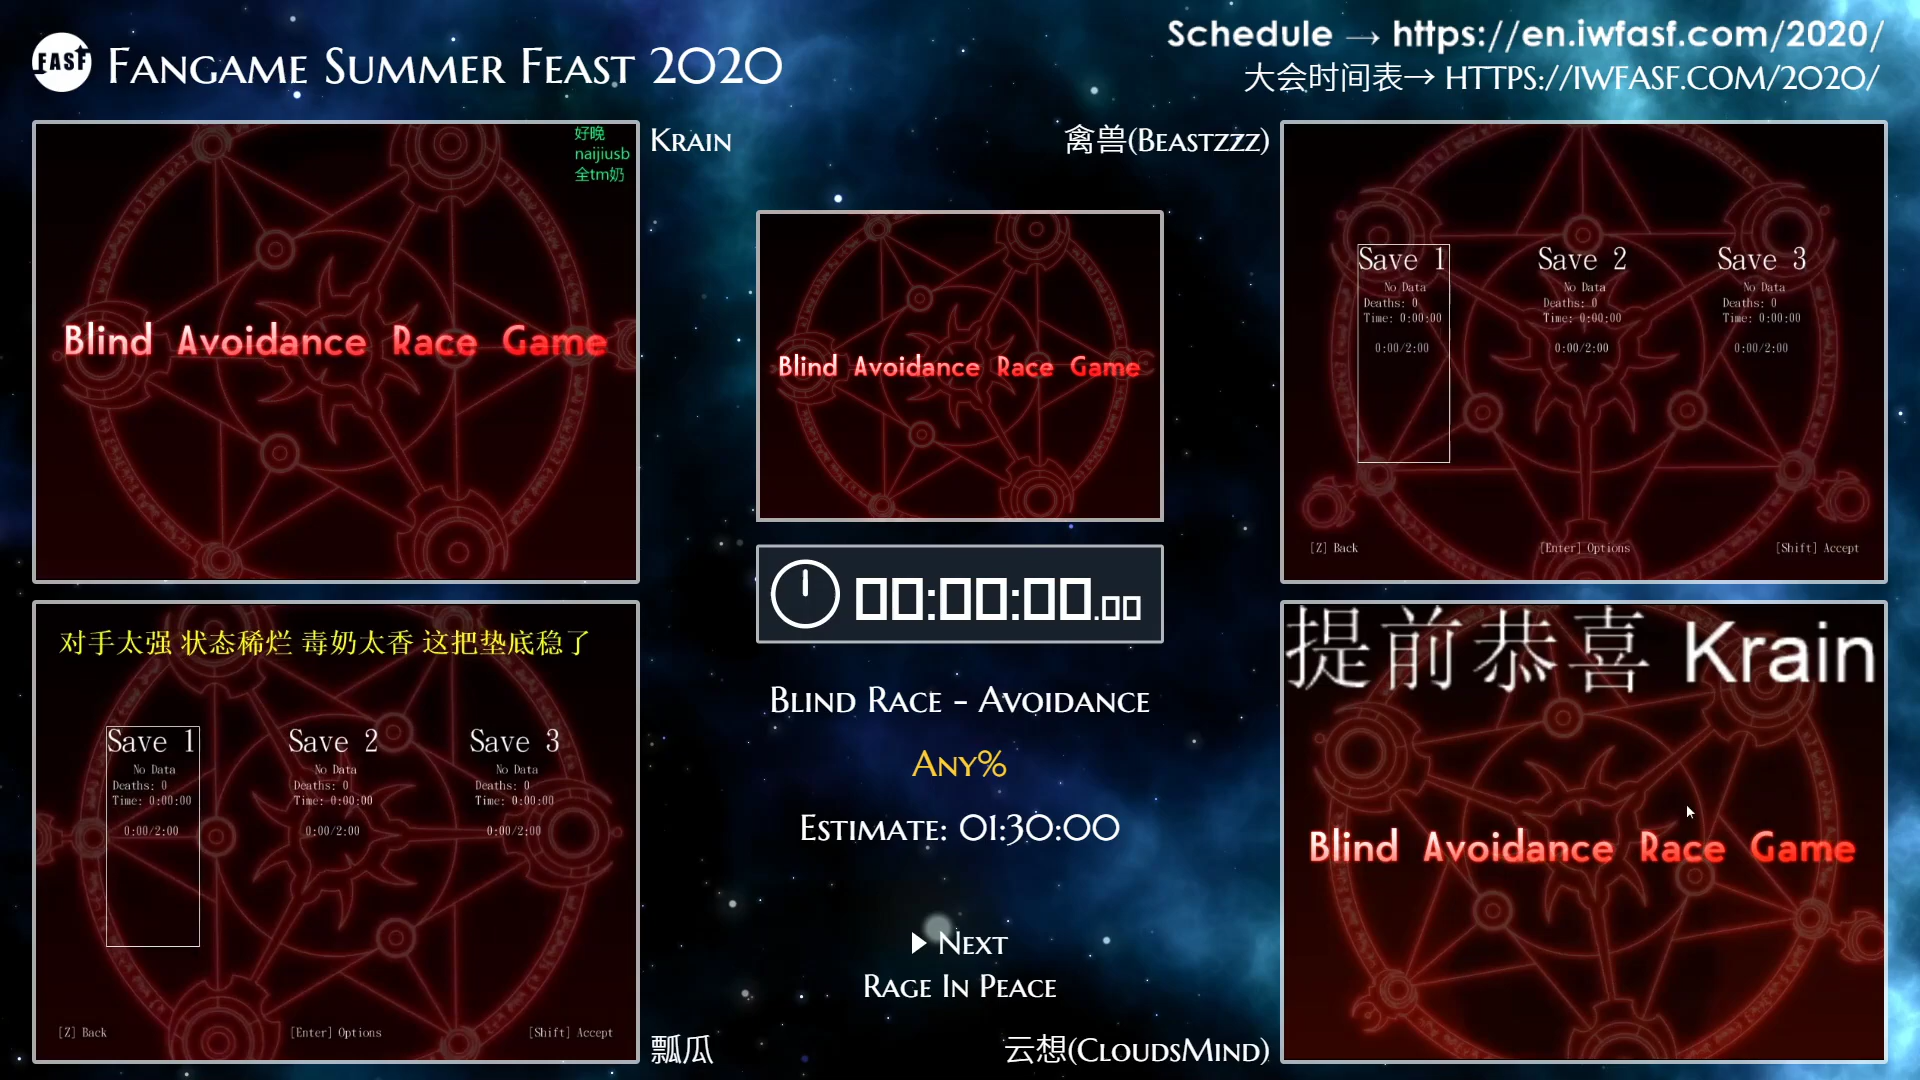 FASF
Fangame Summer Feast 2020
Schedule → https://en.iwfasf.com/2020/
大会时间表→ https://iwfasf.com/2020/
好晚
naijiusb
全tm奶
Blind Avoidance Race Game
Krain
禽兽(Beastzzz)
Blind Avoidance Race Game
Save 1 Save 2 Save 3
No Data No Data No Data
Deaths: 0 Deaths: 0 Deaths: 0
Time: 0:00:00 Time: 0:00:00 Time: 0:00:00
0:00/2:00 0:00/2:00 0:00/2:00
[Z] Back [Enter] Options [Shift] Accept
00:00:00.00
Blind Race - Avoidance
Any%
Estimate: 01:30:00
Next
Rage In Peace
对手太强 状态稀烂 毒奶太香 这把垫底稳了
Save 1 Save 2 Save 3
No Data No Data No Data
Deaths: 0 Deaths: 0 Deaths: 0
Time: 0:00:00 Time: 0:00:00 Time: 0:00:00
0:00/2:00 0:00/2:00 0:00/2:00
[Z] Back [Enter] Options [Shift] Accept
瓢瓜
云想(CloudsMind)
提前恭喜 Krain
Blind Avoidance Race Game